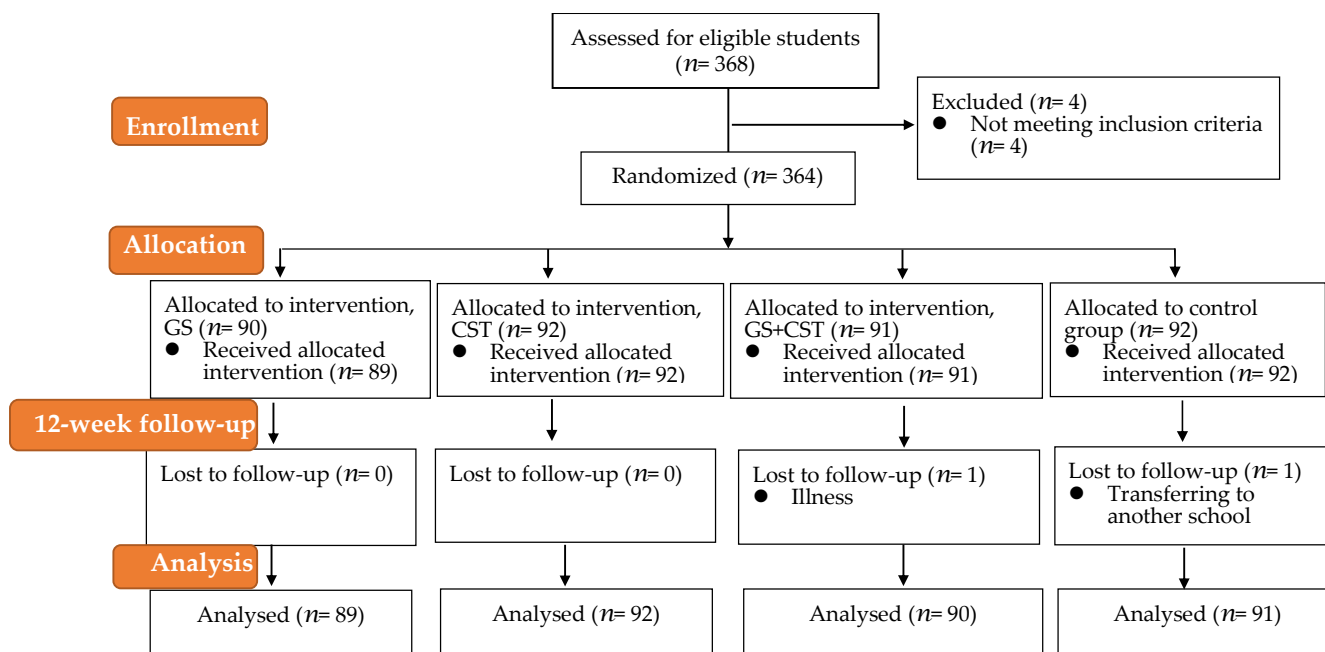 Assessed for eligible students
(n= 368)
Enrollment
Excluded (n= 4)
● Not meeting inclusion criteria
(n= 4)
Randomized (n= 364)
Allocation
Allocated to intervention,
GS (n= 90)
● Received allocated
intervention (n= 89)
Allocated to intervention,
CST (n= 92)
● Received allocated
intervention (n= 92)
Allocated to intervention,
GS+CST (n= 91)
● Received allocated
intervention (n= 91)
Allocated to control
group (n= 92)
● Received allocated
intervention (n= 92)
12-week follow-up
Lost to follow-up (n= 0)
Lost to follow-up (n= 0)
Lost to follow-up (n= 1)
● Illness
Lost to follow-up (n= 1)
● Transferring to
another school
Analysis
Analysed (n= 89)
Analysed (n= 92)
Analysed (n= 90)
Analysed (n= 91)